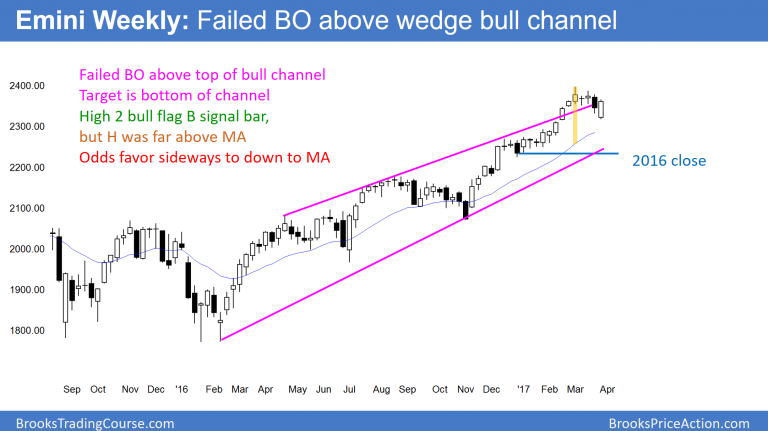 Emini Weekly: Failed BO above wedge bull channel
Failed BO above top of bull channel
Target is bottom of channel
High 2 bull flag B signal bar,
but H was far above MA
Odds favor sideways to down to MA
2400.00
2300.00
2200.00
2100.00
2000.00
1900.00
1800.00
2016 close
Sep Oct Nov Dec '16 Feb Mar Apr May Jun Jul Aug Sep Oct Nov Dec '17 Feb Mar Apr
BrooksTradingCourse.com
BrooksPriceAction.com